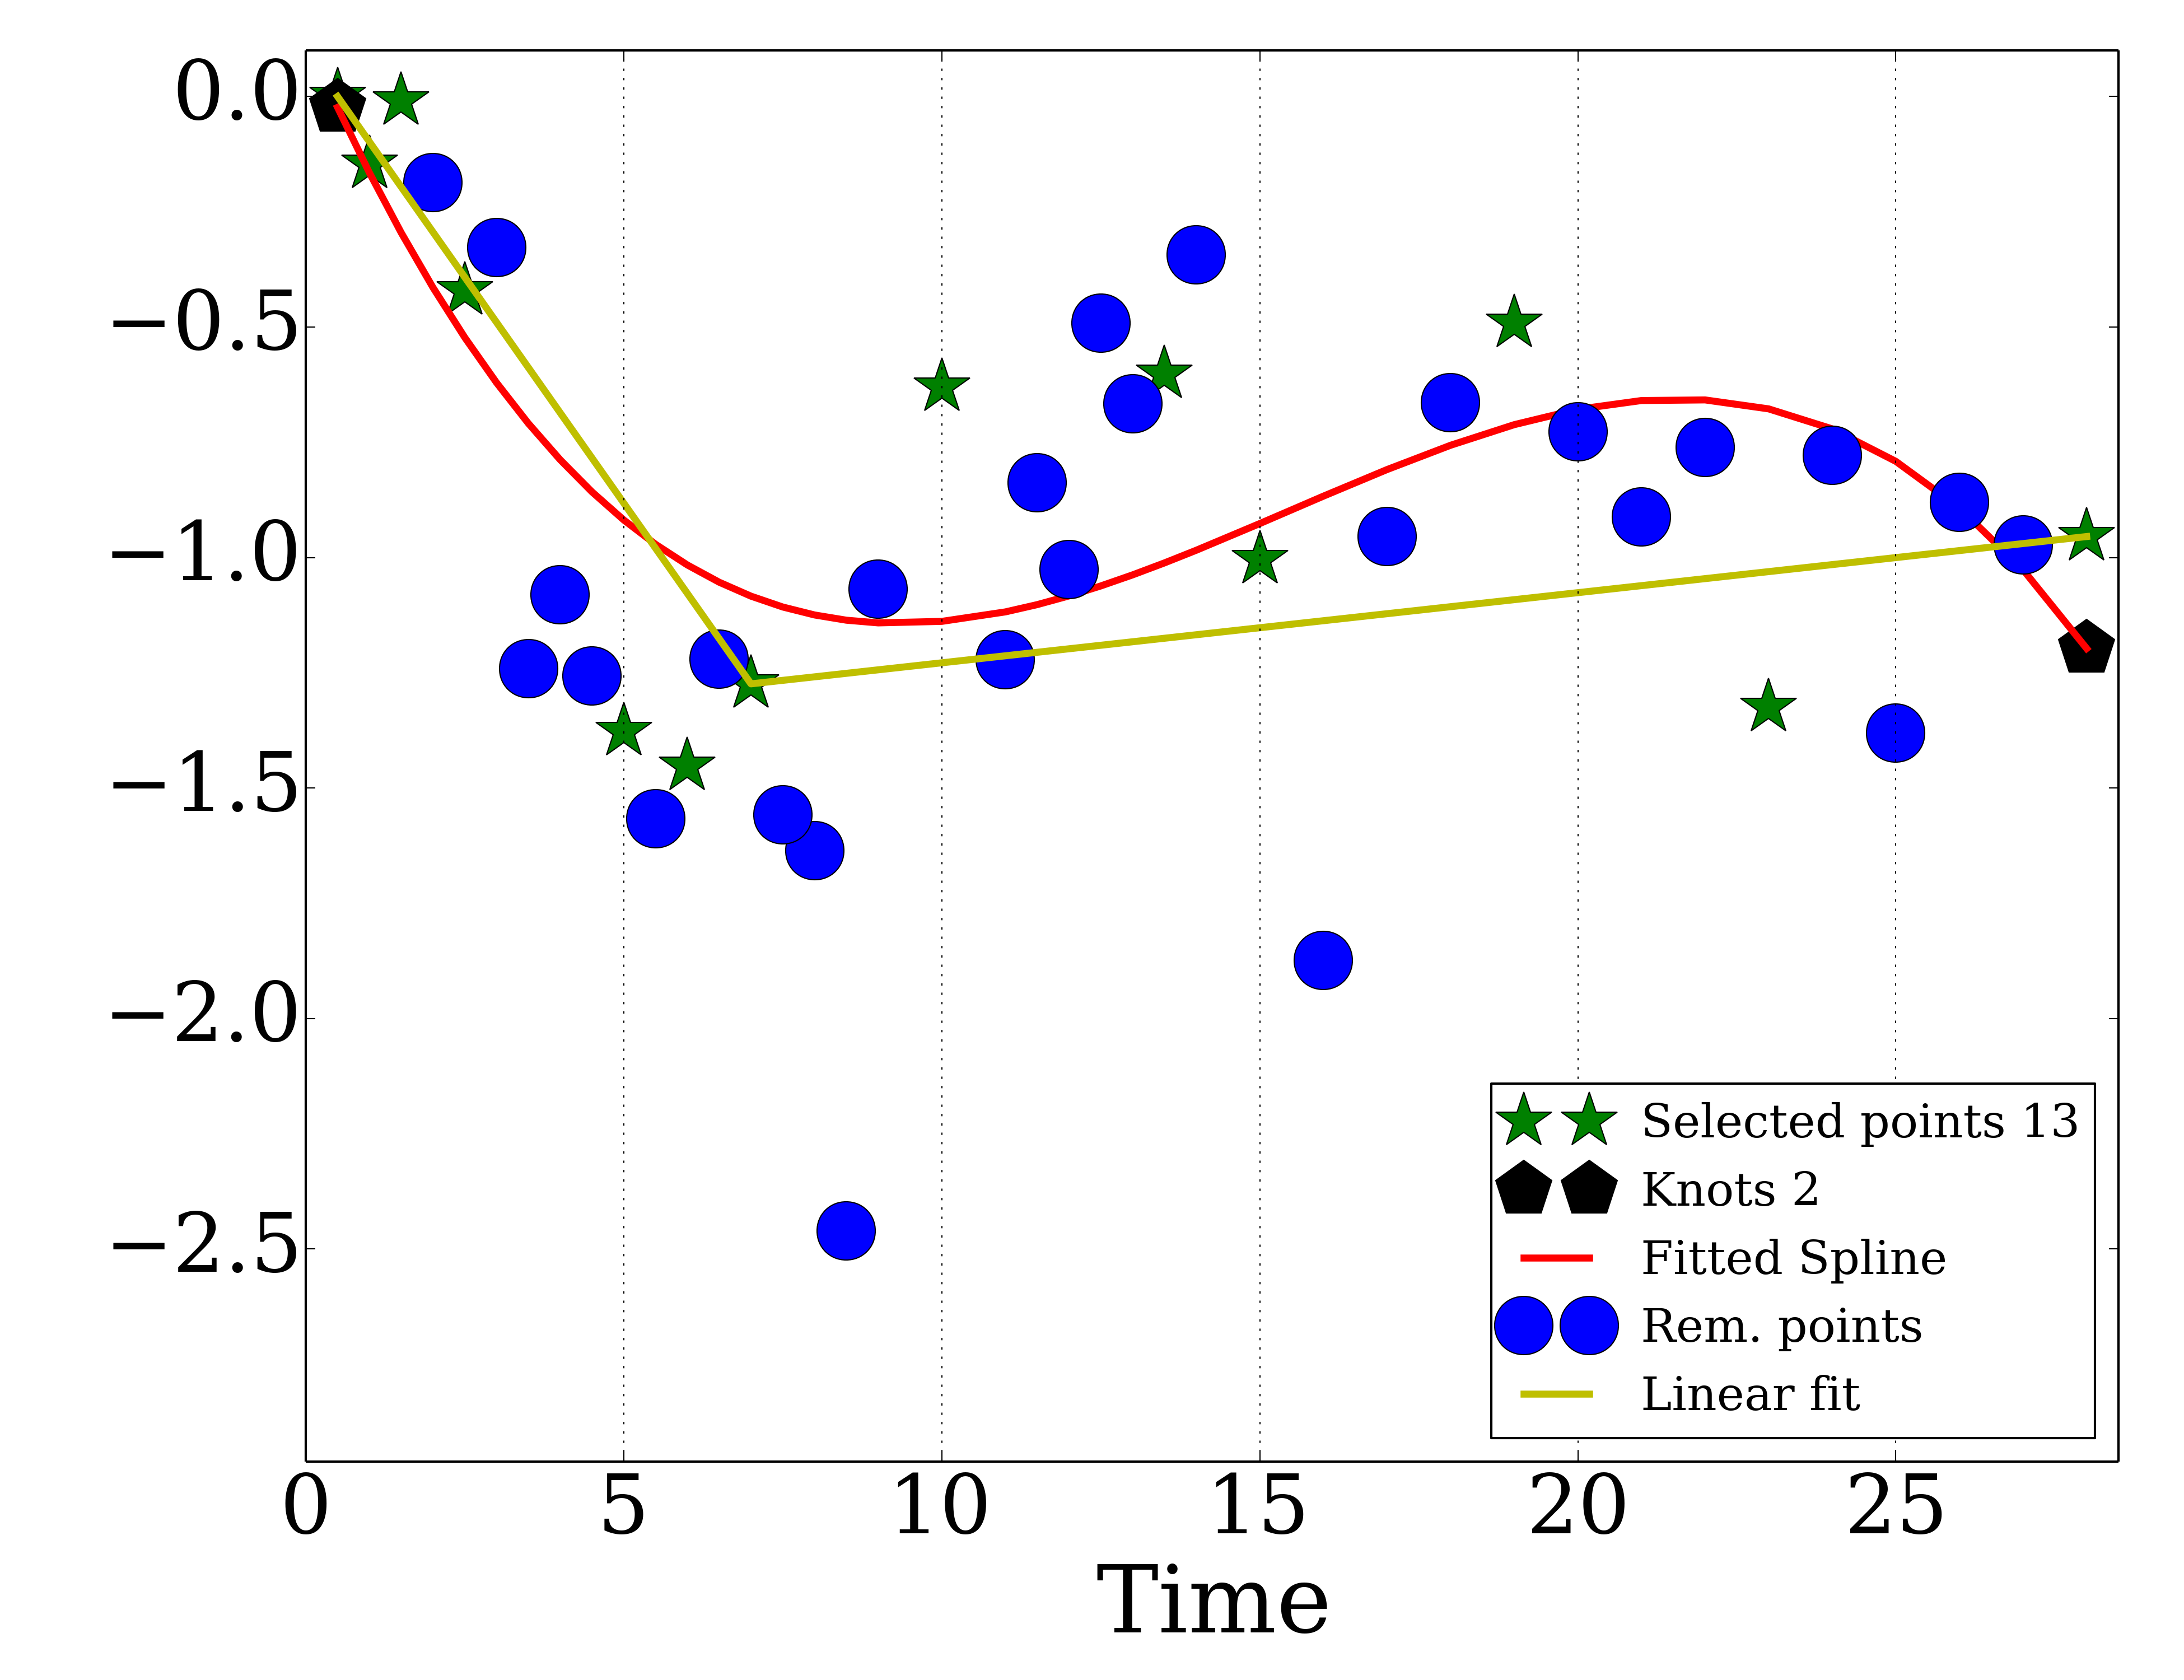 0.0
−0.5
−1.0
−1.5
−2.0
−2.5
0 5 10 15 20 25
Time
Selected points 13
Knots 2
Fitted Spline
Rem. points
Linear fit